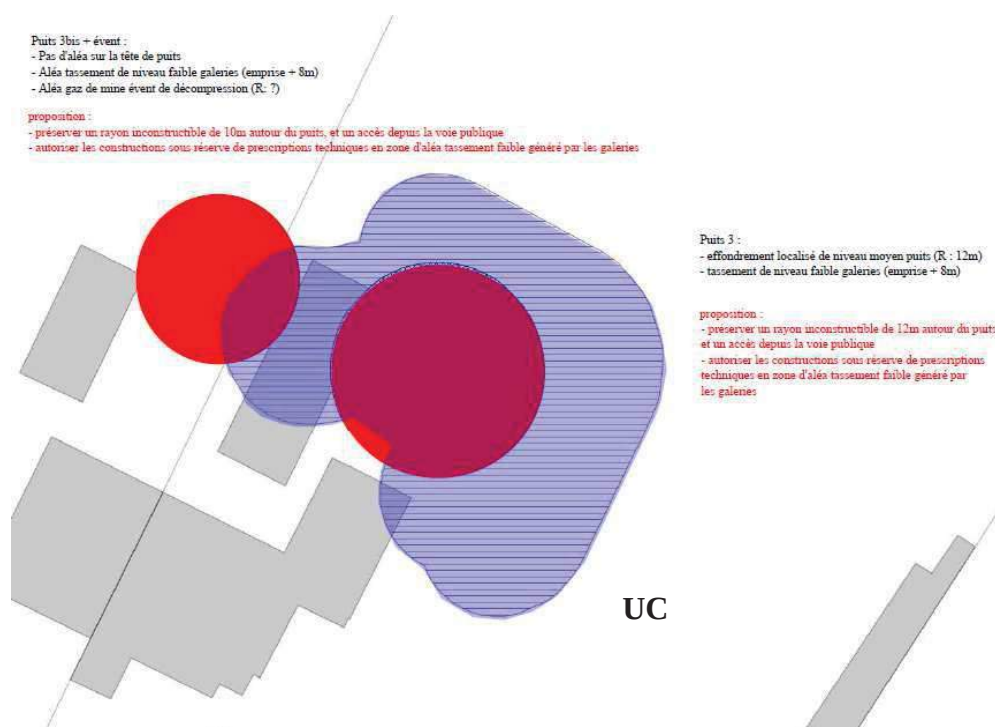 Puits 3bis + évent :
- Pas d'aléa sur la tête de puits
- Aléa tassement de niveau faible galeries (emprise + 8m)
- Aléa gaz de mine évent de décompression (R: ?)
proposition :
- préserver un rayon inconstructible de 10m autour du puits, et un accès depuis la voie publique
- autoriser les constructions sous réserve de prescriptions techniques en zone d'aléa tassement faible généré par les galeries
Puits 3 :
- effondrement localisé de niveau moyen puits (R : 12m)
- tassement de niveau faible galeries (emprise + 8m)
proposition :
- préserver un rayon inconstructible de 12m autour du puits
et un accès depuis la voie publique
- autoriser les constructions sous réserve de prescriptions
techniques en zone d'aléa tassement faible généré par
les galeries
UC